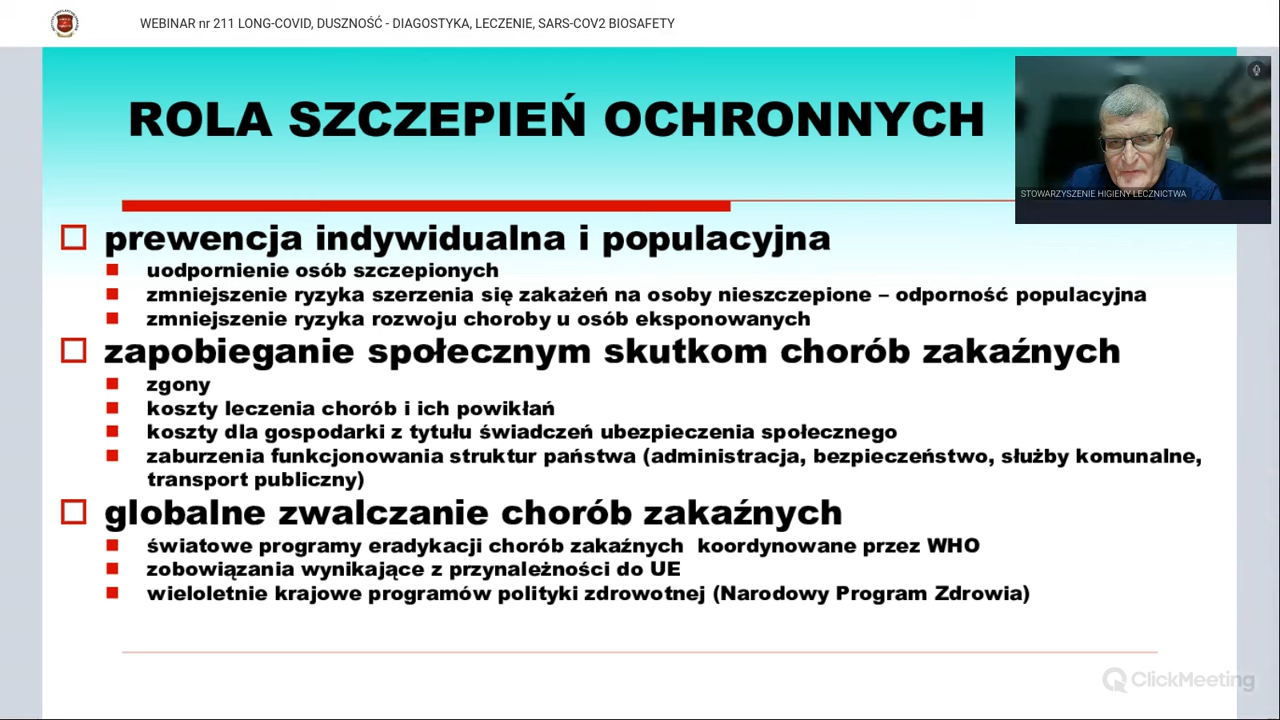 WEBINAR nr 211 LONG-COVID, DUSZNOŚĆ - DIAGOSTYKA, LECZENIE, SARS-COV2 BIOSAFETY
ROLA SZCZEPIEŃ OCHRONNYCH
STOWARZYSZENIE HIGIENY LECZNICTWA
prewencja indywidualna i populacyjna
uodpornienie osób szczepionych
zmniejszenie ryzyka szerzenia się zakażeń na osoby nieszczepione – odporność populacyjna
zmniejszenie ryzyka rozwoju choroby u osób eksponowanych
zapobieganie społecznym skutkom chorób zakaźnych
zgony
koszty leczenia chorób i ich powikłań
koszty dla gospodarki z tytułu świadczeń ubezpieczenia społecznego
zaburzenia funkcjonowania struktur państwa (administracja, bezpieczeństwo, służby komunalne,
transport publiczny)
globalne zwalczanie chorób zakaźnych
światowe programy eradykacji chorób zakaźnych koordynowane przez WHO
zobowiązania wynikające z przynależności do UE
wieloletnie krajowe programów polityki zdrowotnej (Narodowy Program Zdrowia)
ClickMeeting